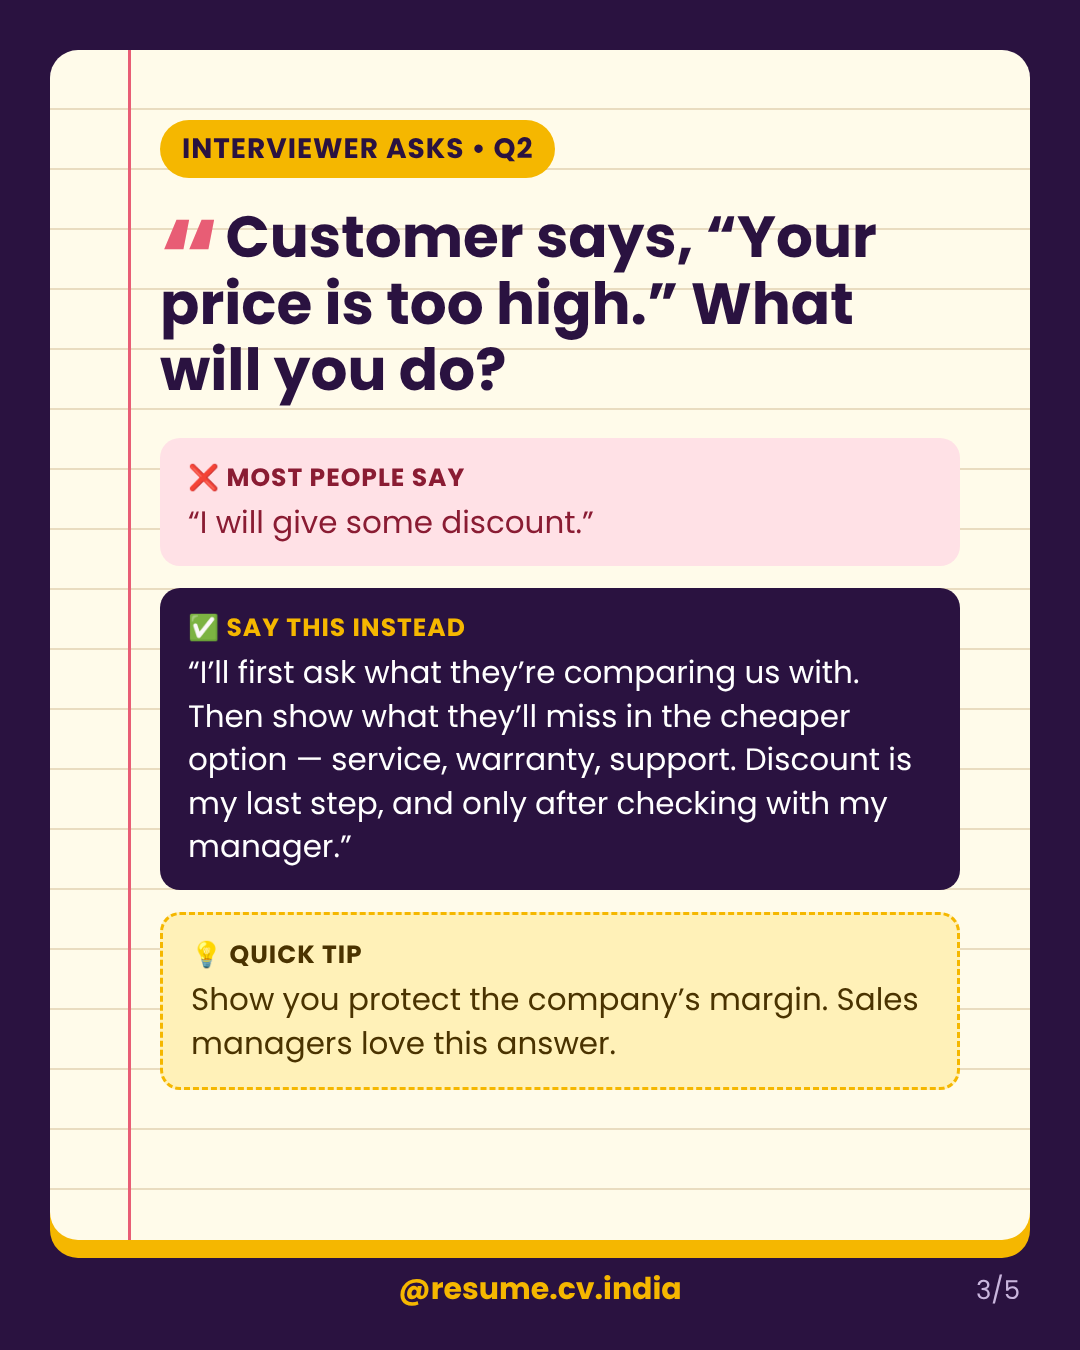 INTERVIEWER ASKS • Q2
“ Customer says, “Your
price is too high.” What
will you do?
❌ MOST PEOPLE SAY
“I will give some discount.”
✅ SAY THIS INSTEAD
“I’ll first ask what they’re comparing us with.
Then show what they’ll miss in the cheaper
option — service, warranty, support. Discount is
my last step, and only after checking with my
manager.”
💡 QUICK TIP
Show you protect the company’s margin. Sales
managers love this answer.
@resume.cv.india
3/5